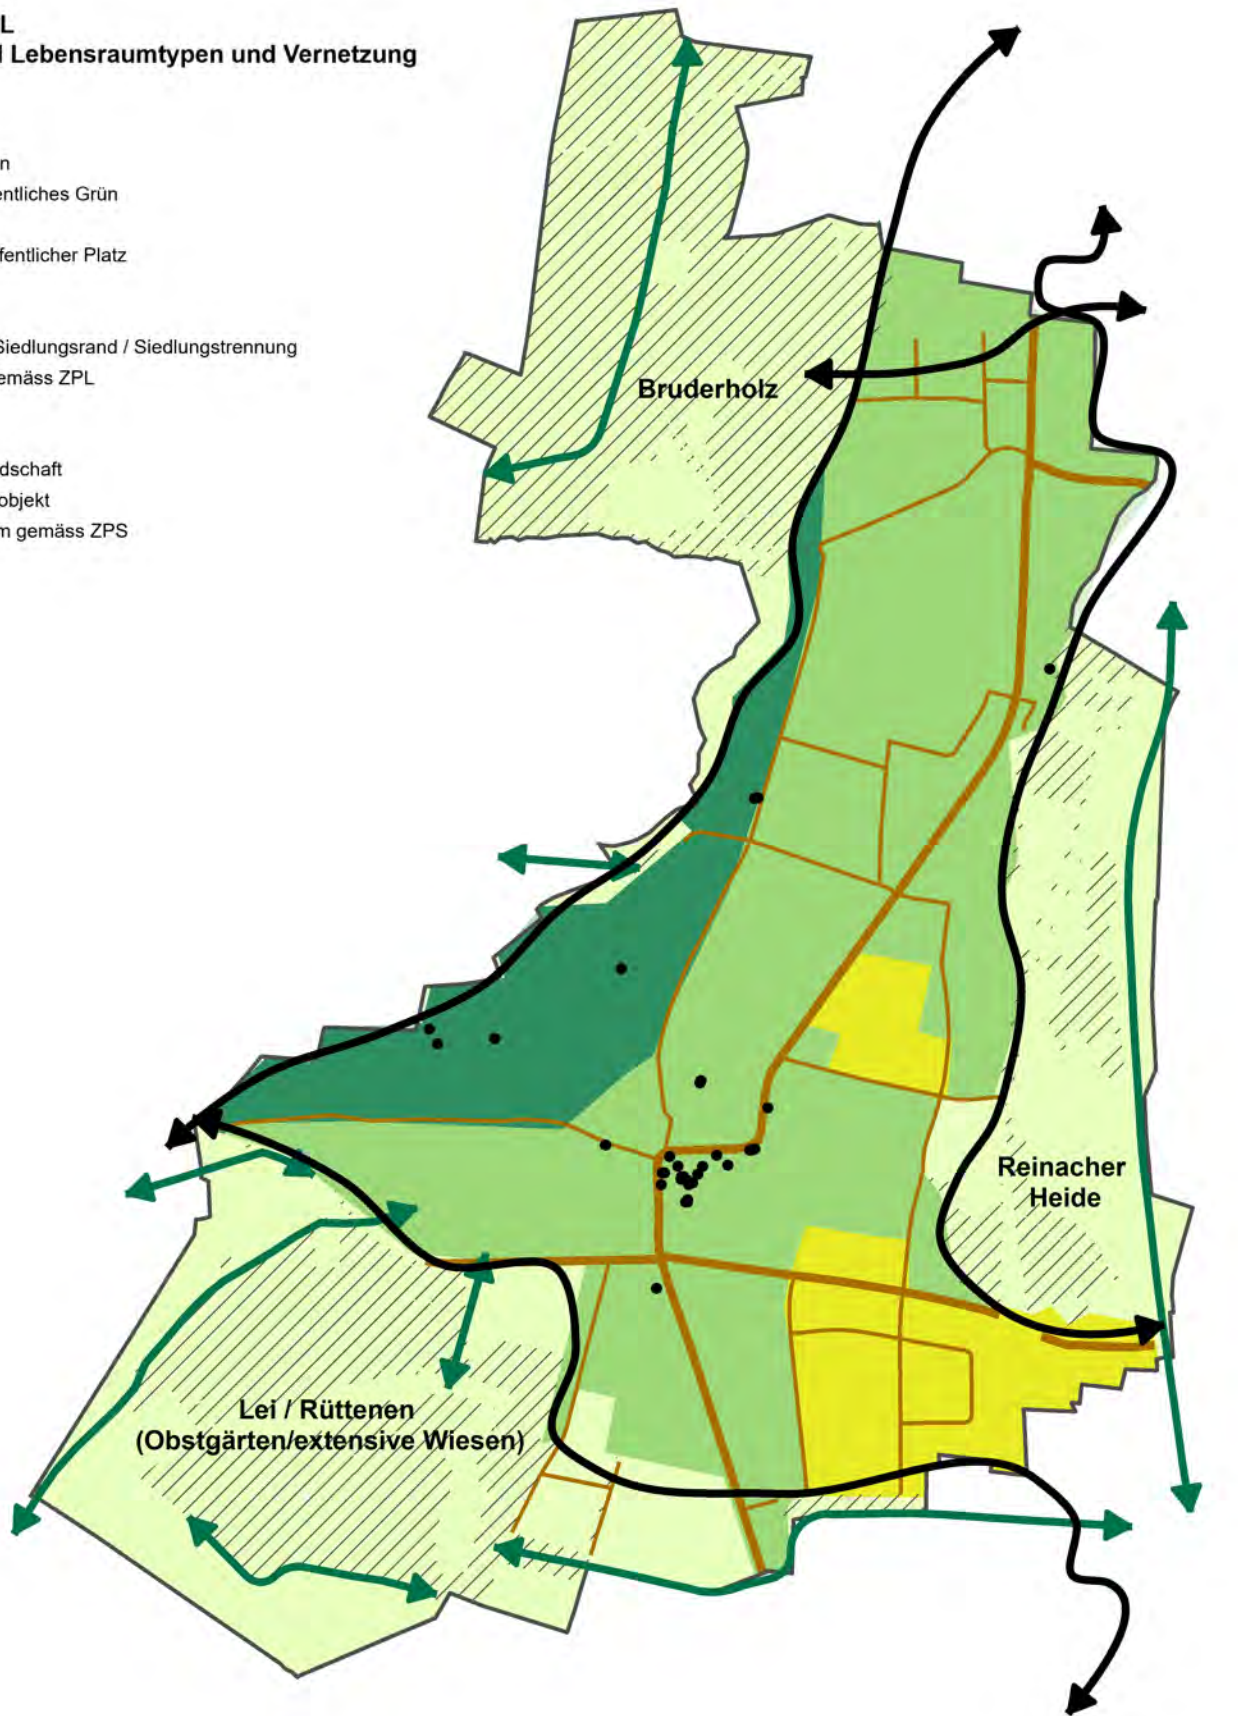 L
l Lebensraumtypen und Vernetzung
n
entliches Grün
fentlicher Platz
Siedlungsrand / Siedlungstrennung
emäss ZPL
dschaft
objekt
m gemäss ZPS
Bruderholz
Reinacher
Heide
Lei / Rüttenen
(Obstgärten/extensive Wiesen)